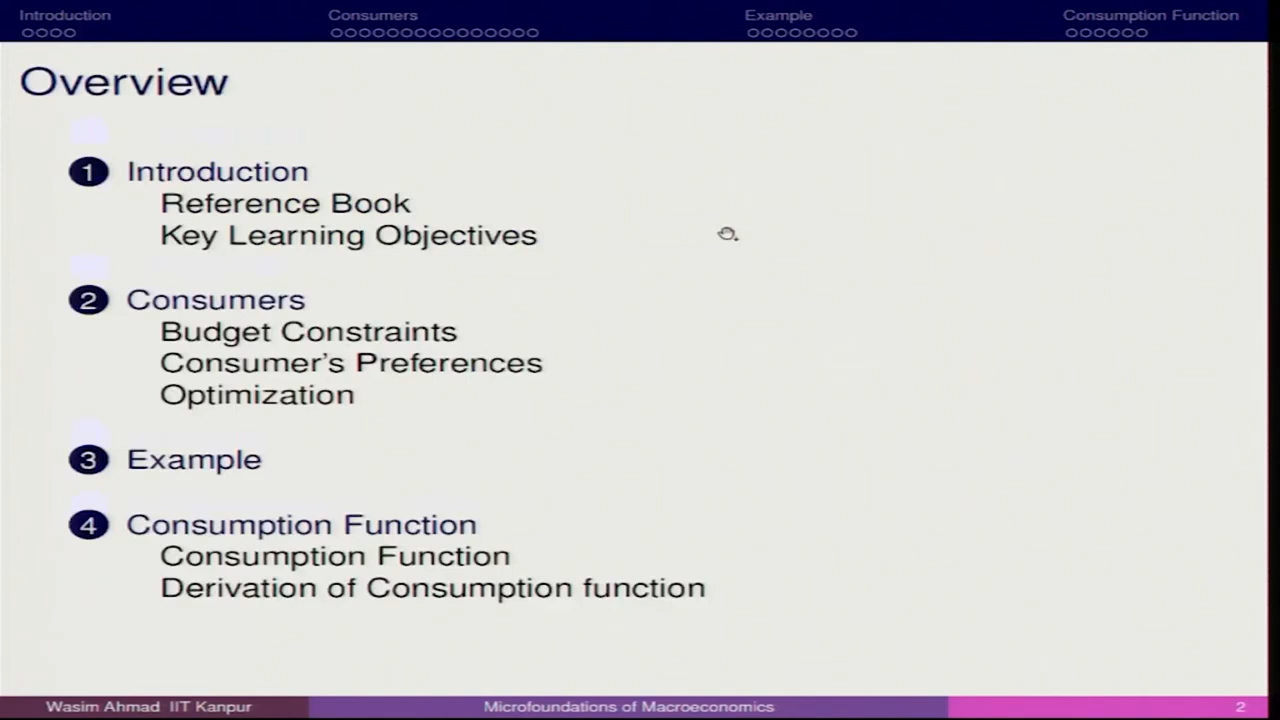 Introduction Consumers Example Consumption Function
Overview
1 Introduction
Reference Book
Key Learning Objectives
2 Consumers
Budget Constraints
Consumer's Preferences
Optimization
3 Example
4 Consumption Function
Consumption Function
Derivation of Consumption function
Wasim Ahmad IIT Kanpur Microfoundations of Macroeconomics 2